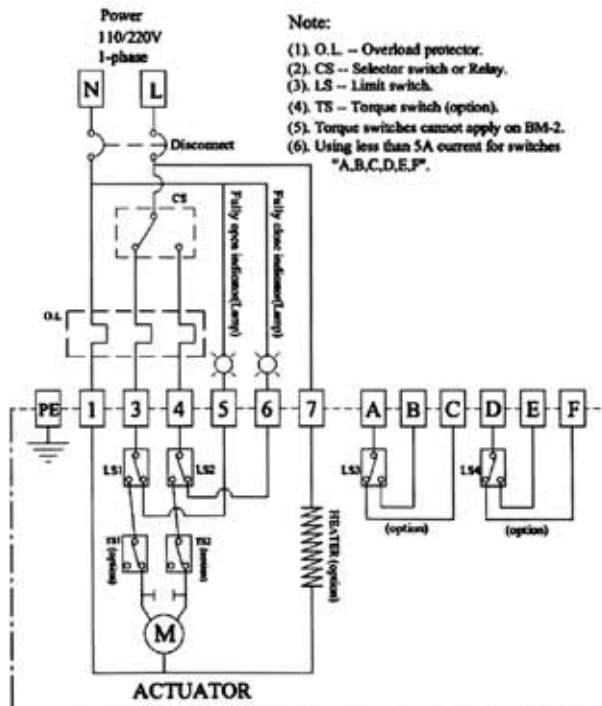 Power
110/220V
1-phase
N
L
Note:
(1). O.L. -- Overload protector.
(2). CS -- Selector switch or Relay.
(3). LS -- Limit switch.
(4). TS -- Torque switch (option).
(5). Torque switches cannot apply on BM-2.
(6). Using less than 5A current for switches
"A,B,C,D,E,F".
Disconnect
CS
Fully open indicator(Lamp)
Fully close indicator(Lamp)
O.L
PE
1
3
4
5
6
7
A
B
C
D
E
F
LS1
LS2
LS3
LS4
(option)
(option)
TS1
(option)
TS2
HEATER (option)
M
ACTUATOR